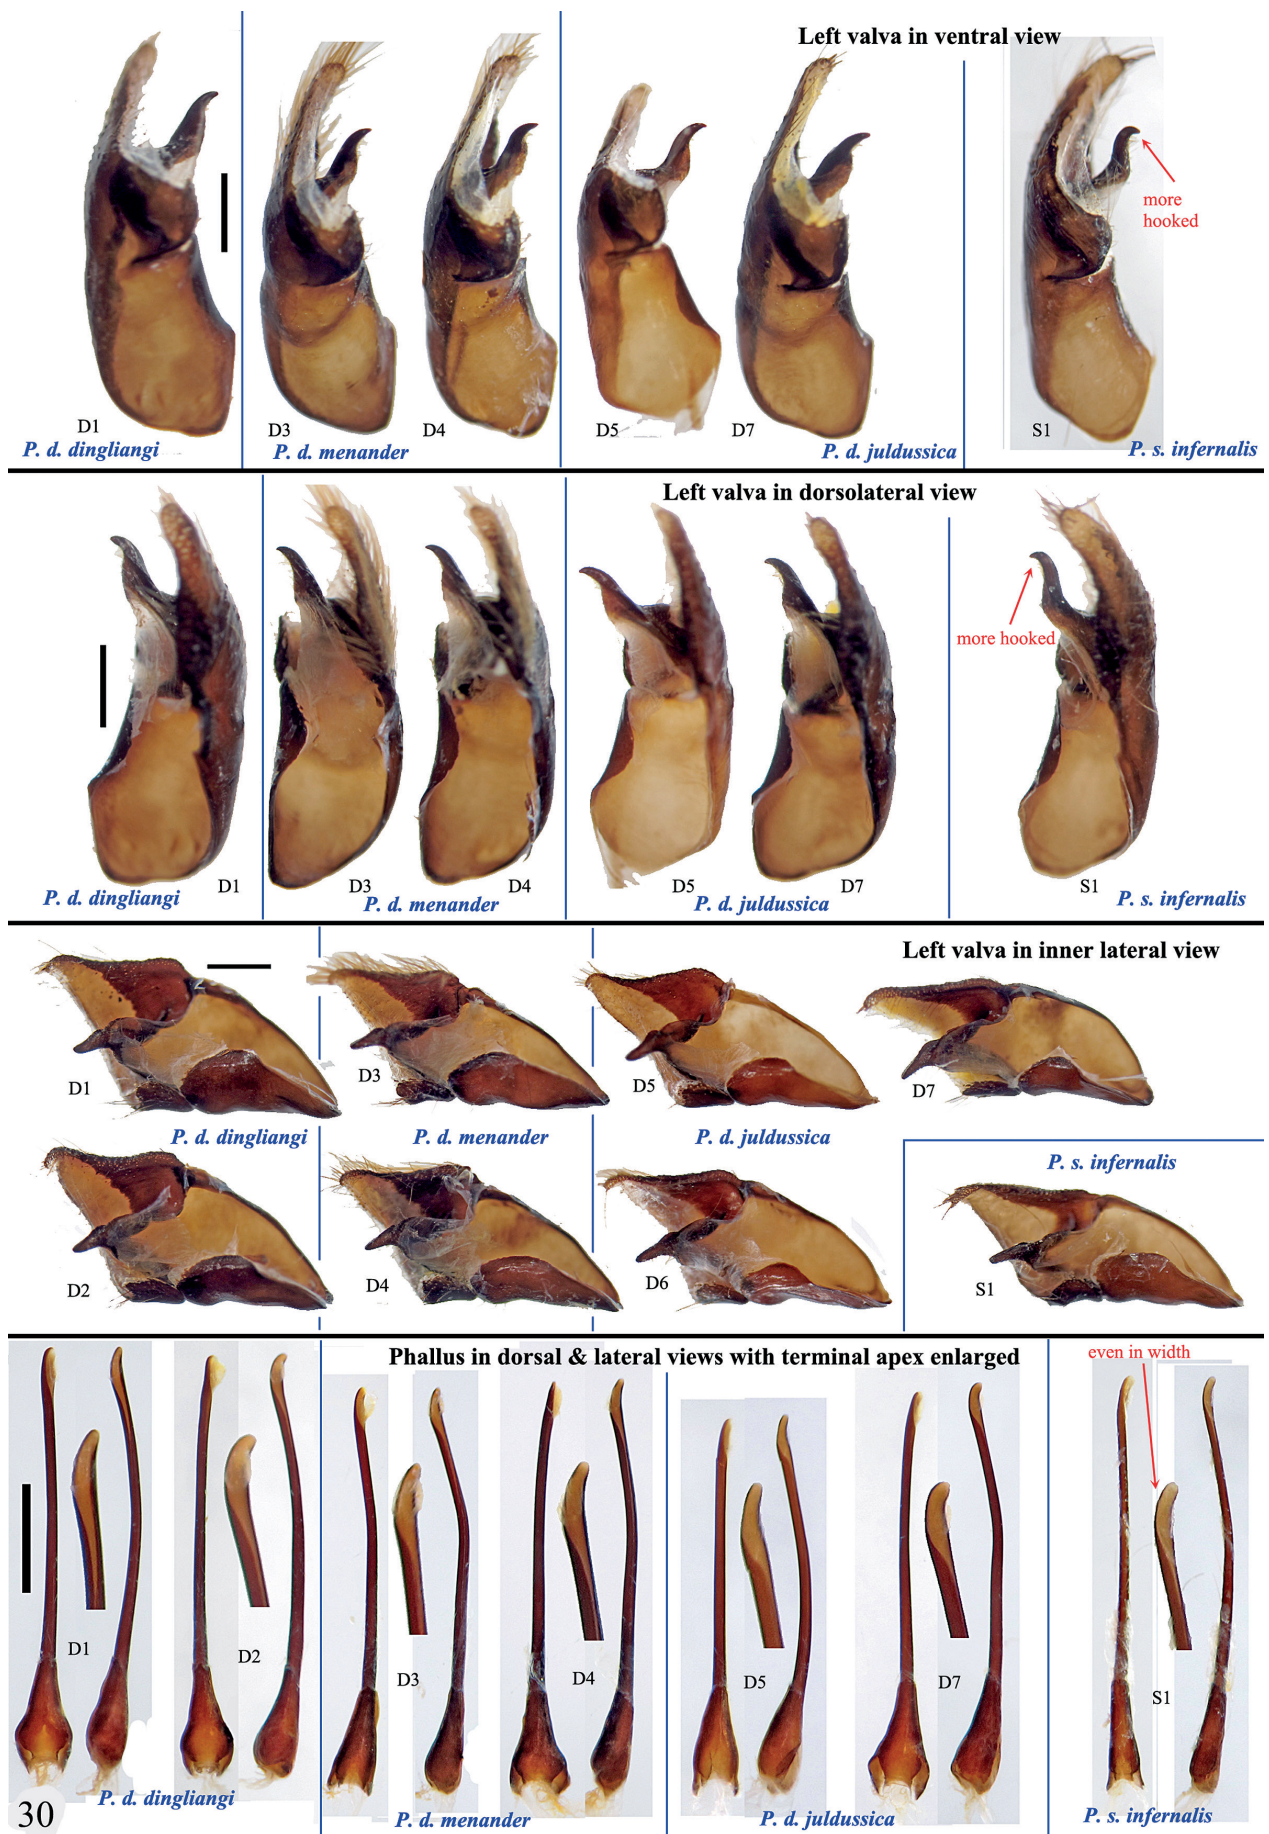 Left valva in ventral view
more
hooked
D1 D3 D4 D5 D7 S1
P. d. dingliangi P. d. menander P. d. juldussica P. s. infernalis
Left valva in dorsolateral view
more hooked
D1 D3 D4 D5 D7 S1
P. d. dingliangi P. d. menander P. d. juldussica P. s. infernalis
Left valva in inner lateral view
D1 D3 D5 D7
P. d. dingliangi P. d. menander P. d. juldussica
P. s. infernalis
D2 D4 D6 S1
Phallus in dorsal & lateral views with terminal apex enlarged
even in width
D1 D2 D3 D4 D5 D7 S1
P. d. dingliangi P. d. menander P. d. juldussica P. s. infernalis
30